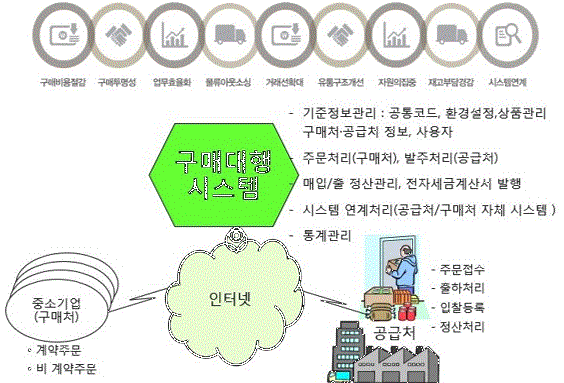 구매비용절감 구매투명성 업무효율화 물류아웃소싱 거래선확대 유통구조개선 자원의집중 재고부담경감 시스템연계
- 기준정보관리 : 공통코드, 환경설정,상품관리
구매처·공급처 정보, 사용자
구매대행
시스템
- 주문처리(구매처), 발주처리(공급처)
- 매입/출 정산관리, 전자세금계산서 발행
- 시스템 연계처리(공급처/구매처 자체 시스템 )
- 통계관리
인터넷
중소기업
(구매처)
◦ 계약주문
◦ 비 계약주문
- 주문접수
- 출하처리
- 입찰등록
- 정산처리
공급처